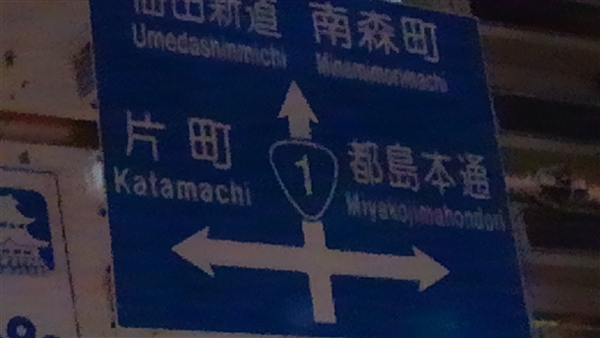 梅田新道 南森町
Umedashinmichi Minamimorimachi
片町 1 都島本通
Katamachi Miyakojimahondori